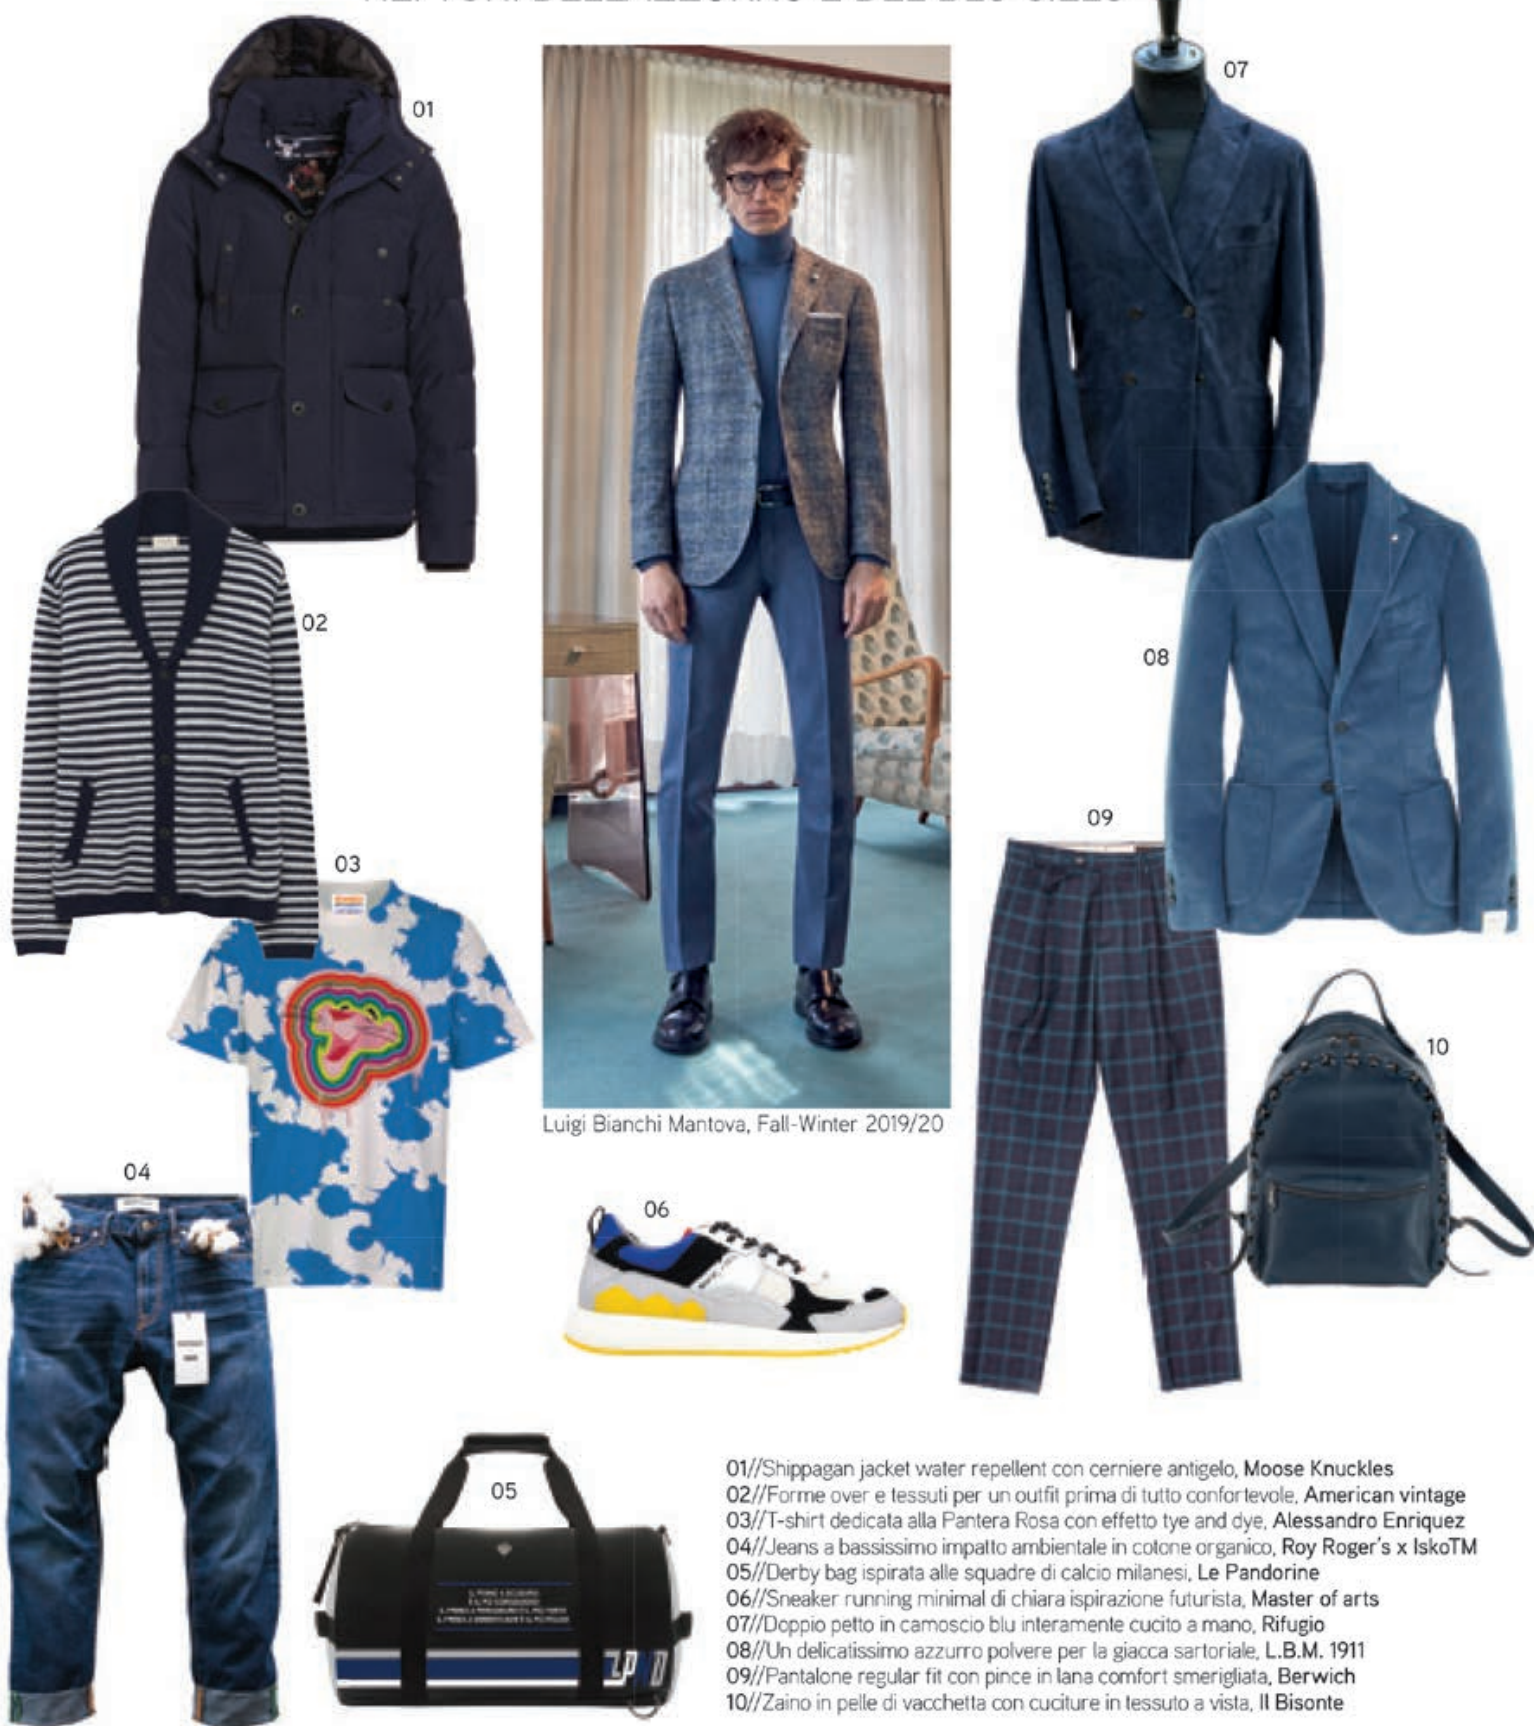 01
07
02
08
09
03
10
Luigi Bianchi Mantova, Fall-Winter 2019/20
04
06
05
01//Shippagan jacket water repellent con cerniere antigelo, Moose Knuckles
02//Forme over e tessuti per un outfit prima di tutto confortevole, American vintage
03//T-shirt dedicata alla Pantera Rosa con effetto tye and dye, Alessandro Enriquez
04//Jeans a bassissimo impatto ambientale in cotone organico, Roy Roger's x IskoTM
05//Derby bag ispirata alle squadre di calcio milanesi, Le Pandorine
06//Sneaker running minimal di chiara ispirazione futurista, Master of arts
07//Doppio petto in camoscio blu interamente cucito a mano, Rifugio
08//Un delicatissimo azzurro polvere per la giacca sartoriale, L.B.M. 1911
09//Pantalone regular fit con pince in lana comfort smerigliata, Berwich
10//Zaino in pelle di vacchetta con cuciture in tessuto a vista, Il Bisonte